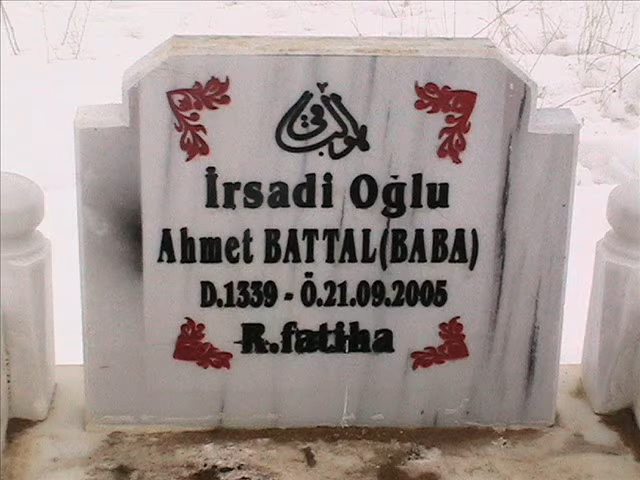 هو الباقي
İrsadi Oğlu
Ahmet BATTAL(BABA)
D.1339 - Ö.21.09.2005
R.fatiha